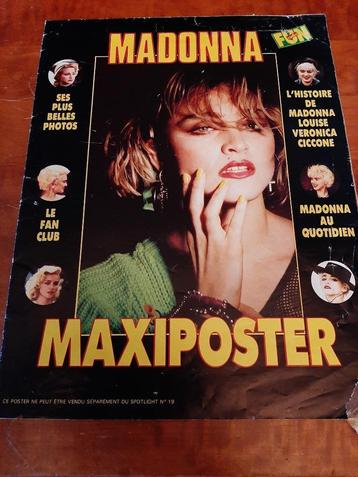 MADONNA
FUN
SES
PLUS
BELLES
PHOTOS
L'HISTOIRE
DE
MADONNA
LOUISE
VERONICA
CICCONE
LE
FAN
CLUB
MADONNA
AU
QUOTIDIEN
MAXIPOSTER
CE POSTER NE PEUT ÊTRE VENDU SÉPARÉMENT DU SPOTLIGHT N° 19